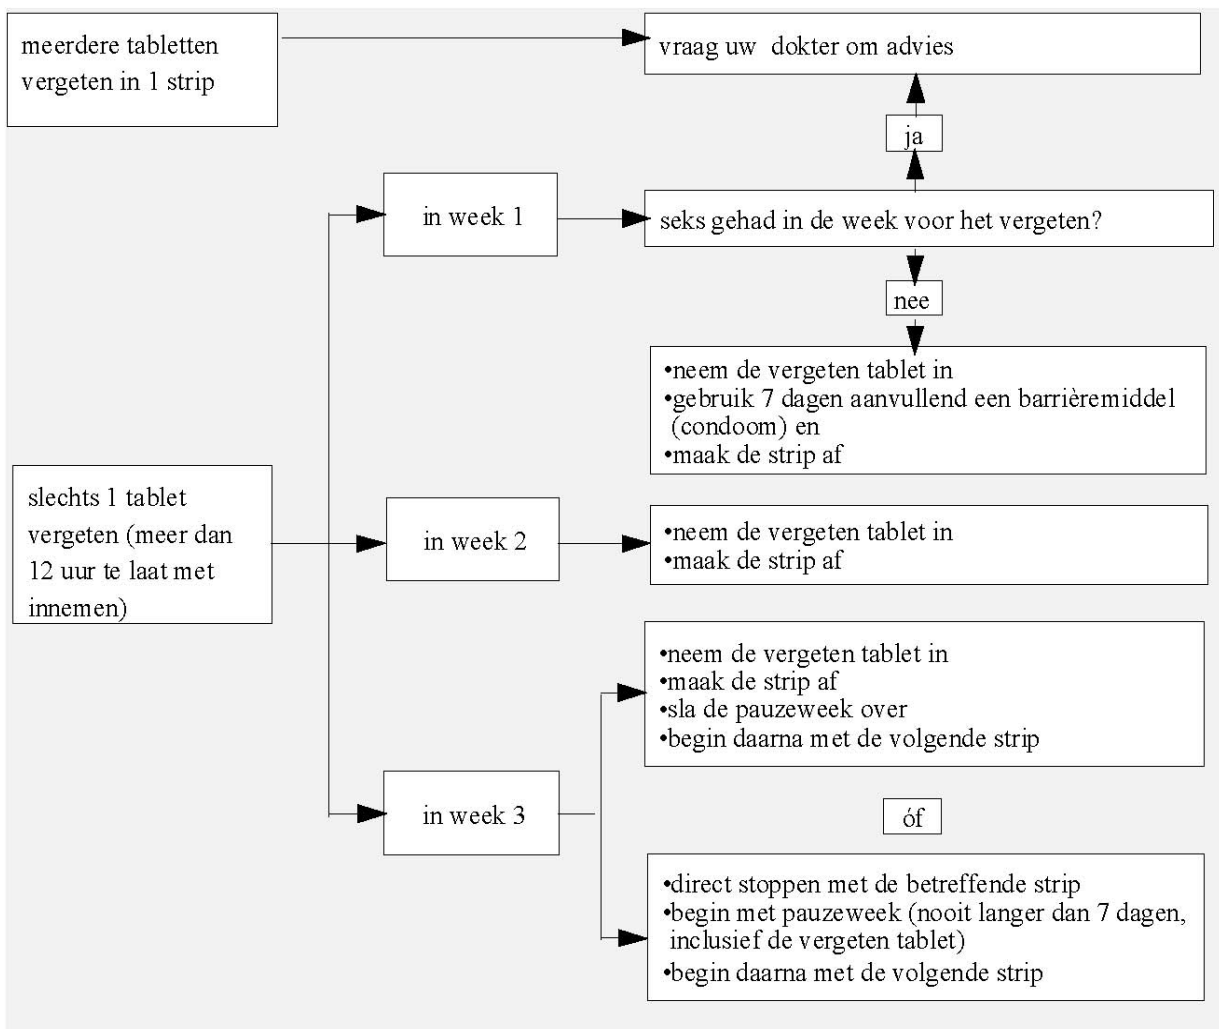 meerdere tabletten
vergeten in 1 strip
vraag uw dokter om advies
ja
in week 1
seks gehad in de week voor het vergeten?
nee
•neem de vergeten tablet in
•gebruik 7 dagen aanvullend een barrièremiddel
(condoom) en
•maak de strip af
slechts 1 tablet
vergeten (meer dan
12 uur te laat met
innemen)
in week 2
•neem de vergeten tablet in
•maak de strip af
in week 3
•neem de vergeten tablet in
•maak de strip af
•sla de pauzeweek over
•begin daarna met de volgende strip
óf
•direct stoppen met de betreffende strip
•begin met pauzeweek (nooit langer dan 7 dagen,
inclusief de vergeten tablet)
•begin daarna met de volgende strip